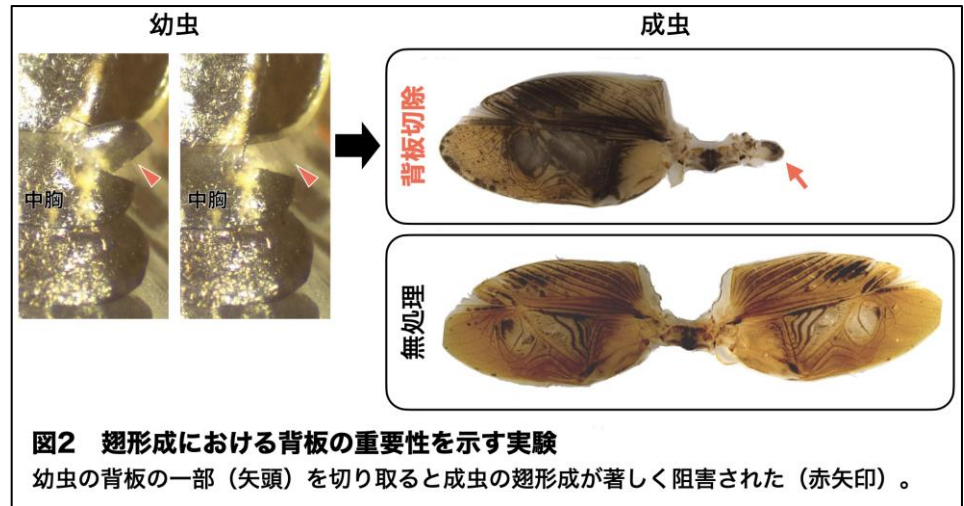 幼虫
成虫
中胸
中胸
背板切除
無処理
図2　翅形成における背板の重要性を示す実験
幼虫の背板の一部（矢頭）を切り取ると成虫の翅形成が著しく阻害された（赤矢印）。